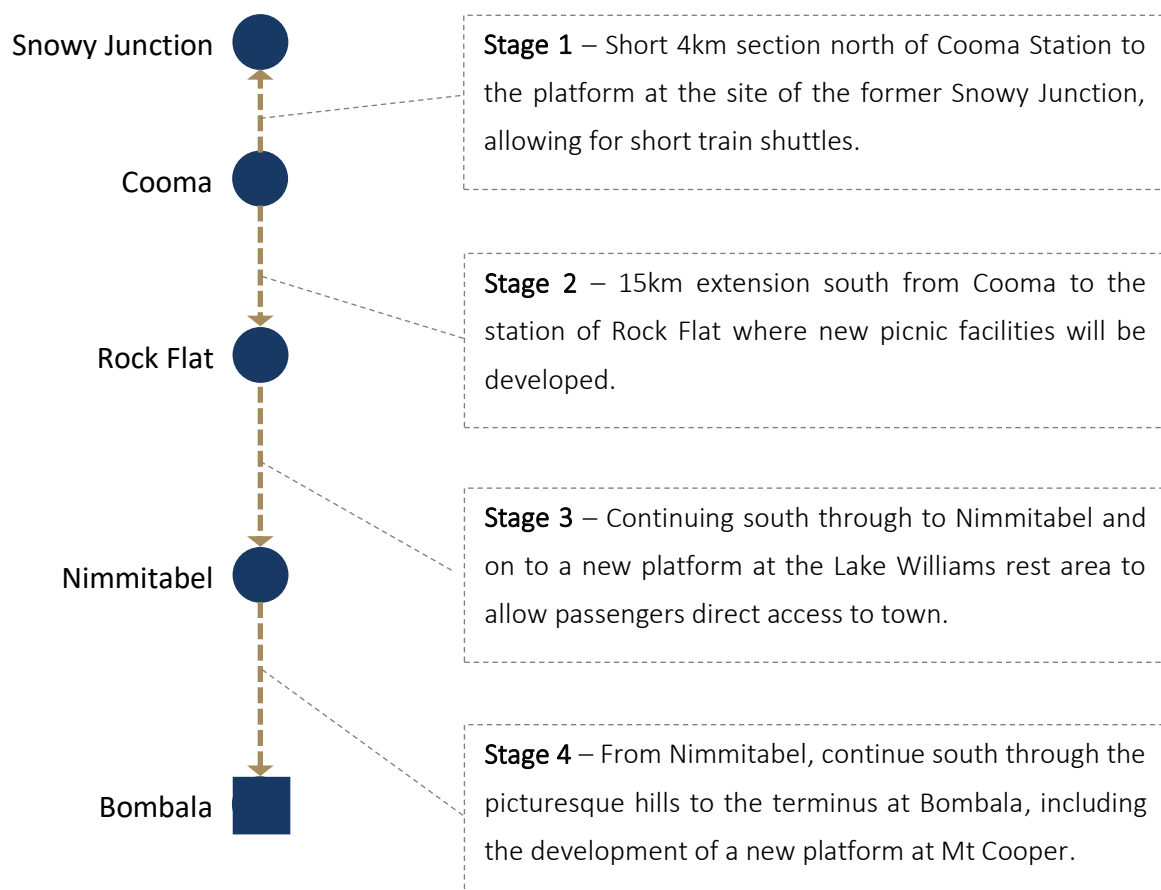 Snowy Junction
Stage 1 – Short 4km section north of Cooma Station to
the platform at the site of the former Snowy Junction,
allowing for short train shuttles.
Cooma
Stage 2 – 15km extension south from Cooma to the
station of Rock Flat where new picnic facilities will be
developed.
Rock Flat
Stage 3 – Continuing south through to Nimmitabel and
on to a new platform at the Lake Williams rest area to
allow passengers direct access to town.
Nimmitabel
Stage 4 – From Nimmitabel, continue south through the
picturesque hills to the terminus at Bombala, including
the development of a new platform at Mt Cooper.
Bombala